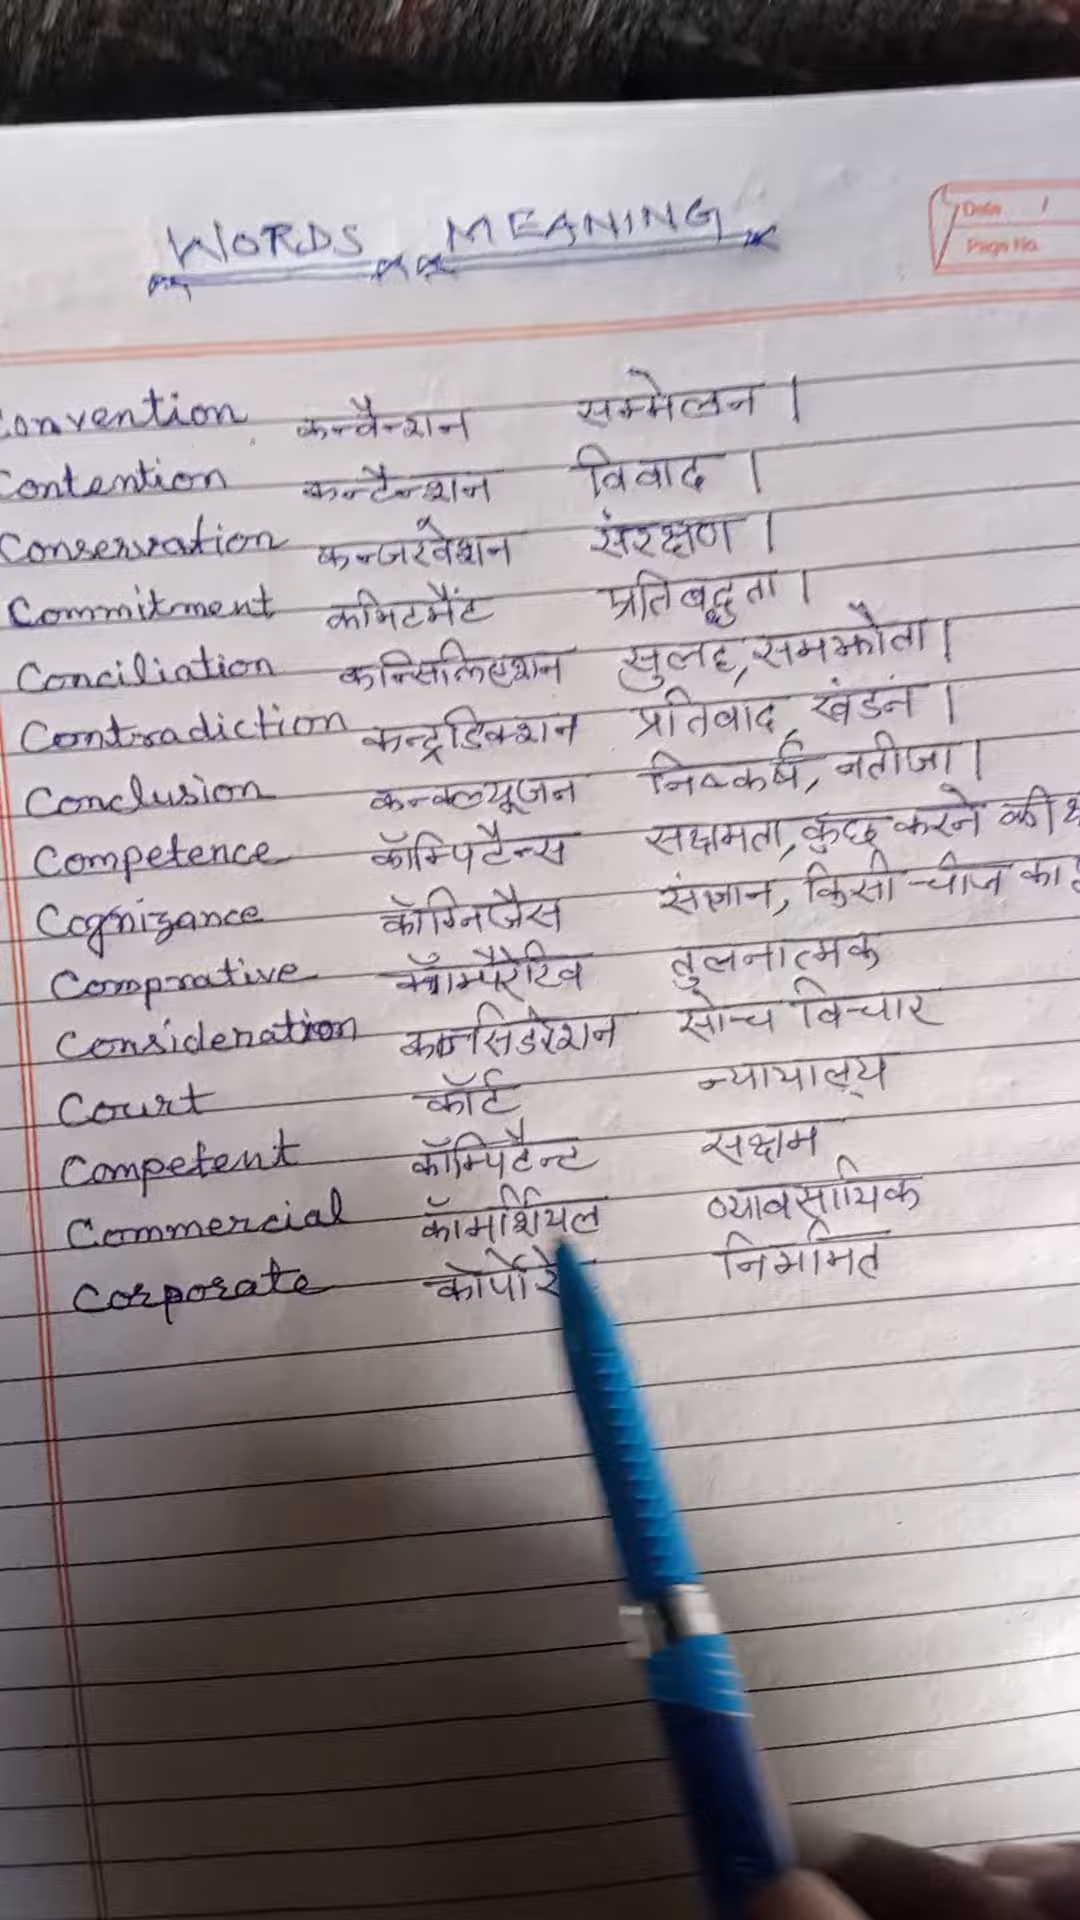 WORDS MEANING
Date
Page No.
Convention कन्वैन्शन सम्मेलन ।
Contention कन्टैन्शन विवाद ।
Conservation कन्जरवेशन संरक्षण ।
Commitment कमिटमैंट प्रतिबद्धता ।
Conciliation कन्सिलिएशन सुलह, समझौता ।
Contradiction कन्ट्रडिक्शन प्रतिवाद, खंडन ।
Conclusion कन्क्लयूजन निष्कर्ष, नतीजा ।
Competence कॉम्पिटैन्स सक्षमता, कुछ करने की
Cognizance कॉग्निजैंस संज्ञान, किसी चीज का
Comprative कॉम्पैरेटिव तुलनात्मक
Consideration कन्सिडरेशन सोच विचार
Court कॉर्ट न्यायालय
Competent कॉम्पिटैन्ट सक्षम
Commercial कॉमर्शियल व्यावसायिक
Corporate निगमित